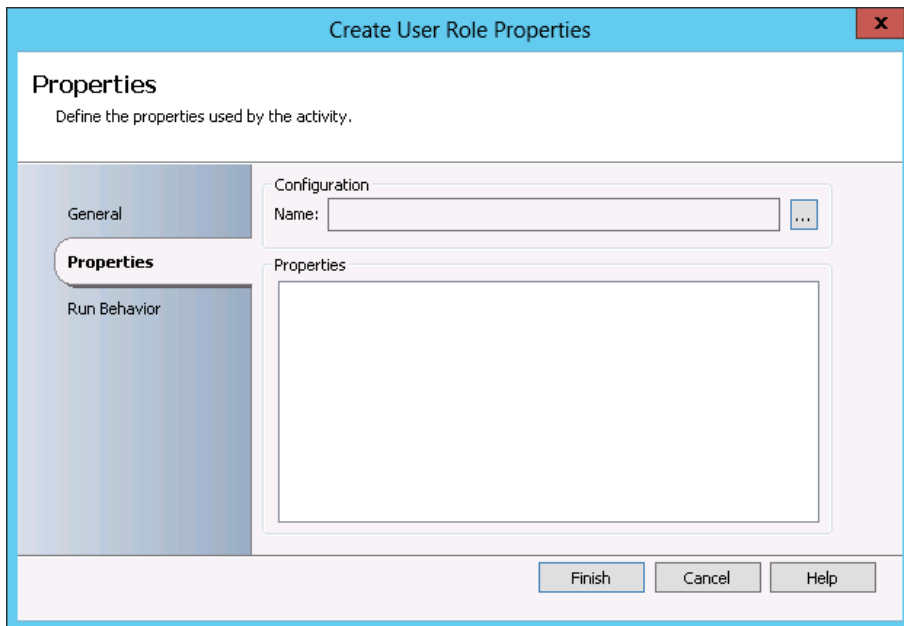 Create User Role Properties
x
Properties
Define the properties used by the activity.
General
Properties
Run Behavior
Configuration
Name:
...
Properties
Finish
Cancel
Help